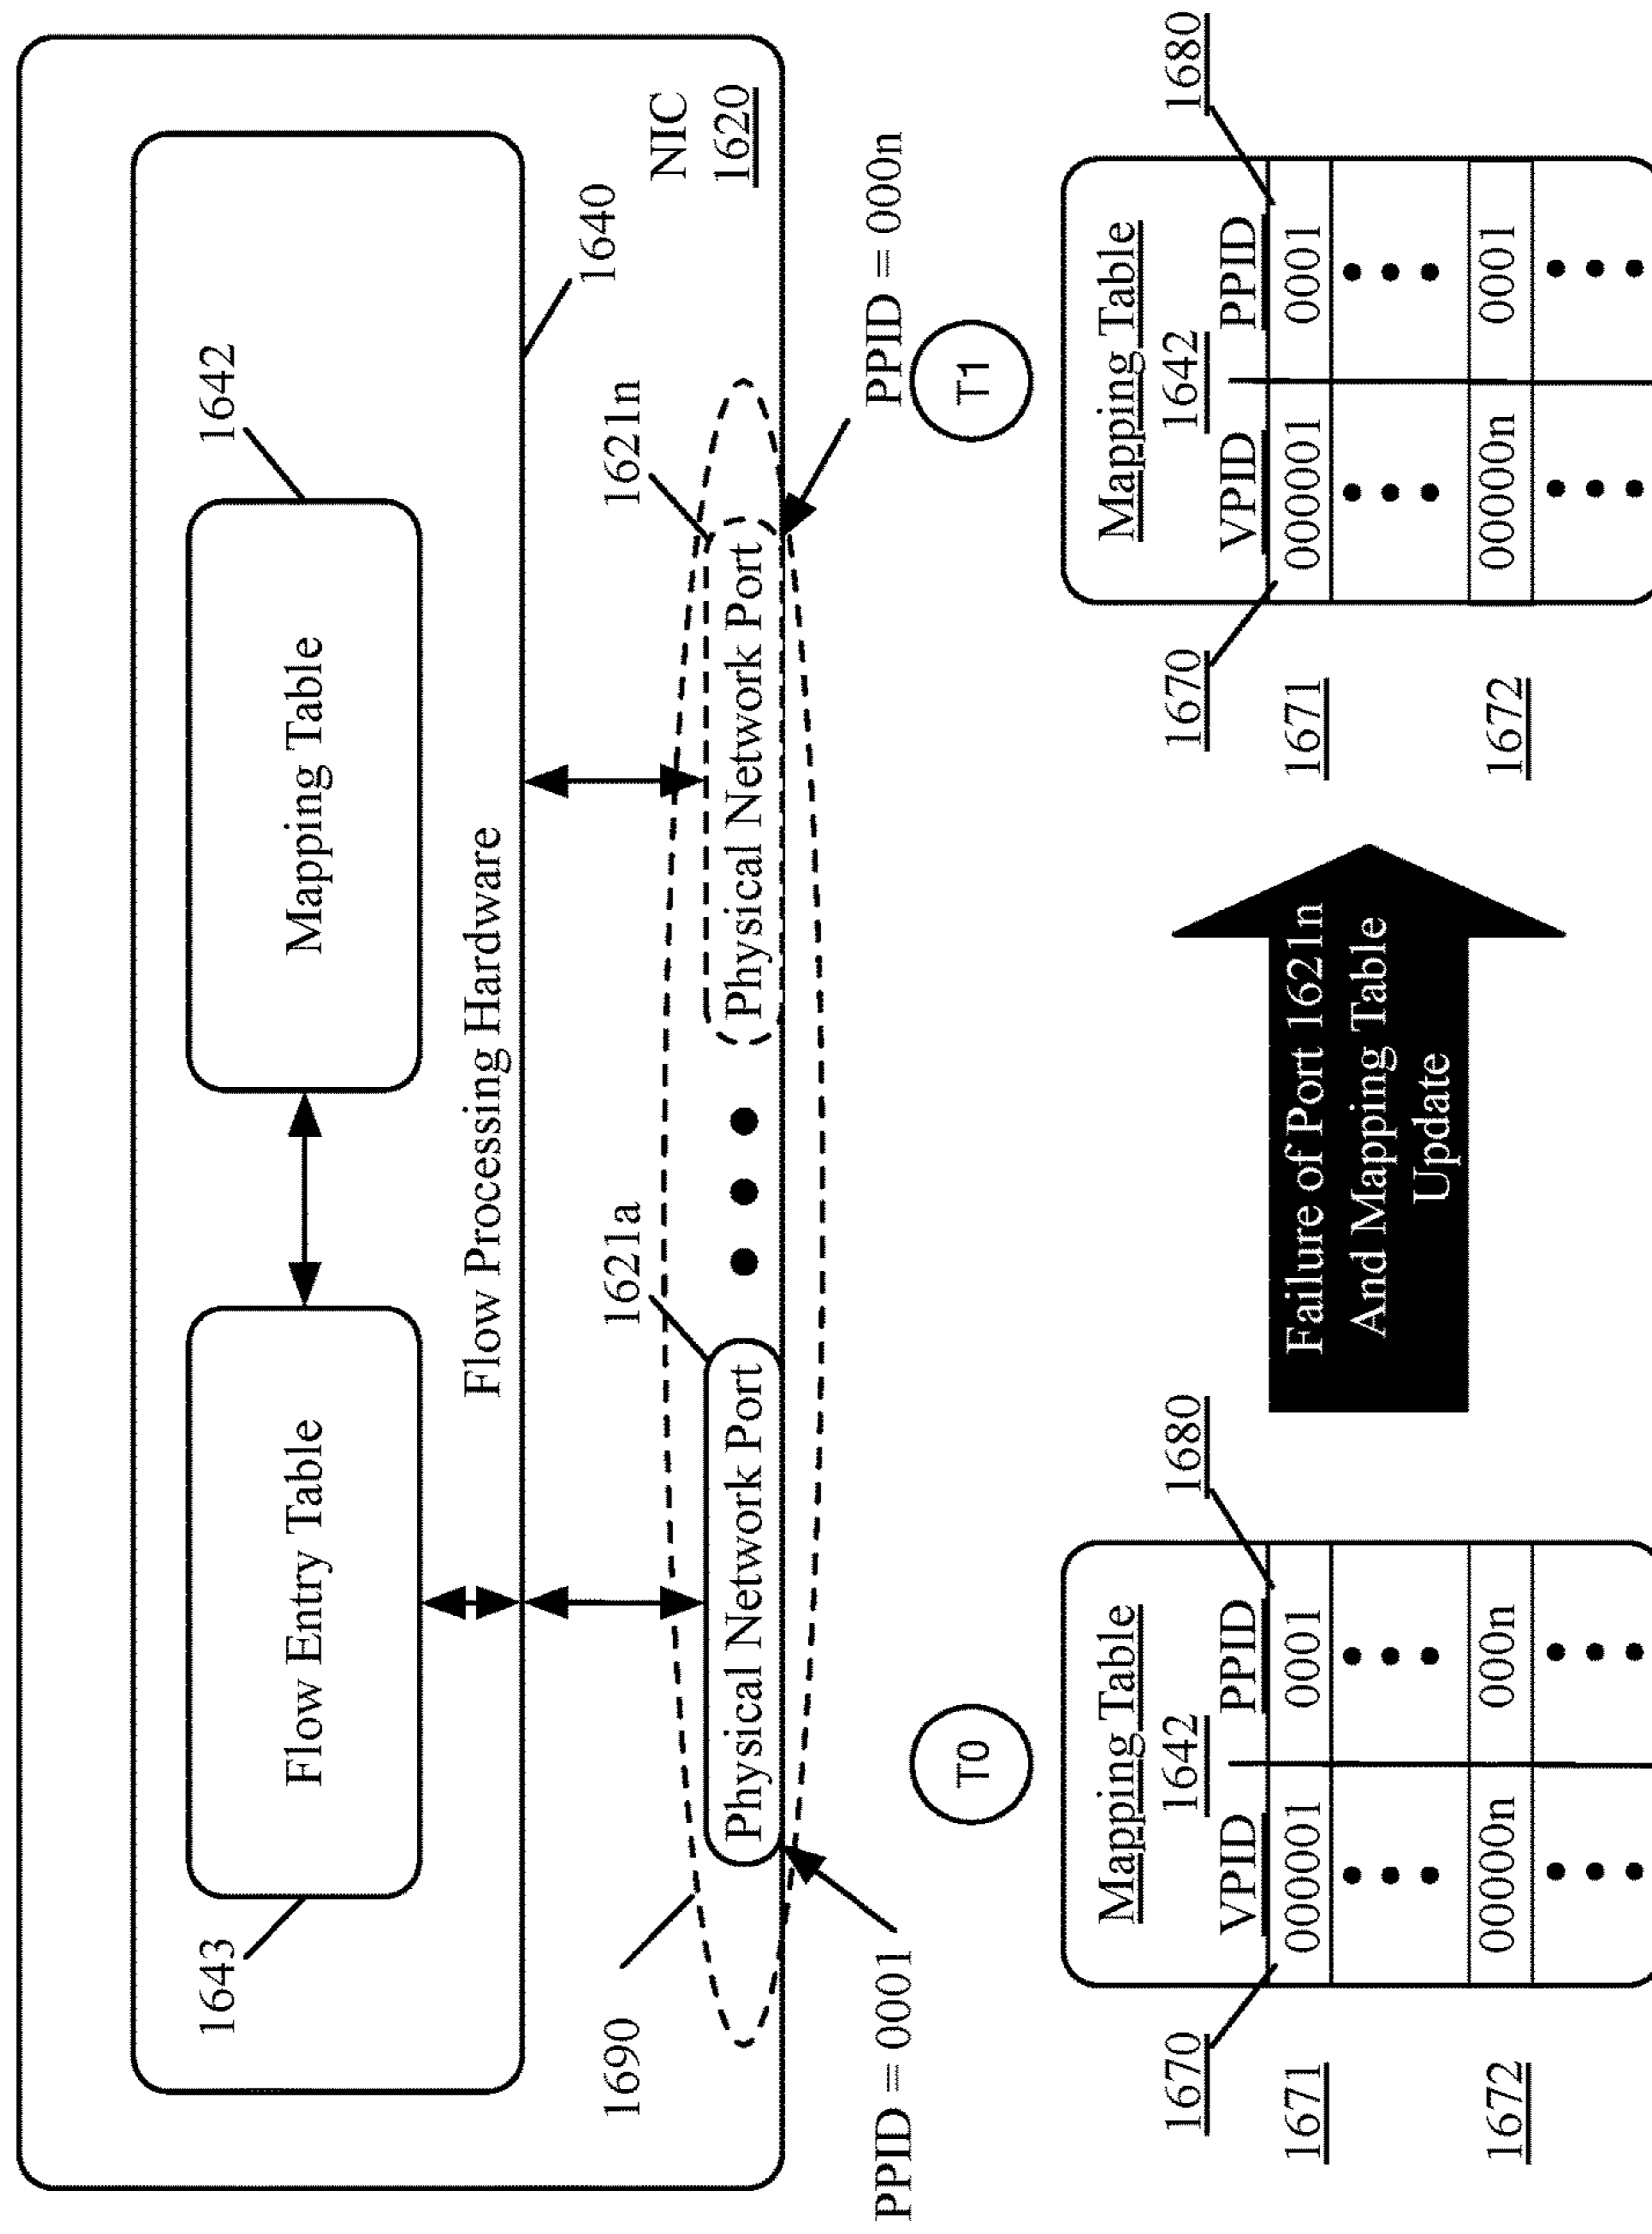 1643
1642
Flow Entry Table
Mapping Table
Flow Processing Hardware
1640
1690
1621a
1621n
NIC
1620
Physical Network Port
Physical Network Port
PPID = 0001
PPID = 000n
T0
T1
Mapping Table
1642
VPID PPID
1670
1680
1671
000001 0001
1672
00000n 000n
Failure of Port 1621n
And Mapping Table
Update
Mapping Table
1642
VPID PPID
1670
1680
1671
000001 0001
1672
00000n 0001